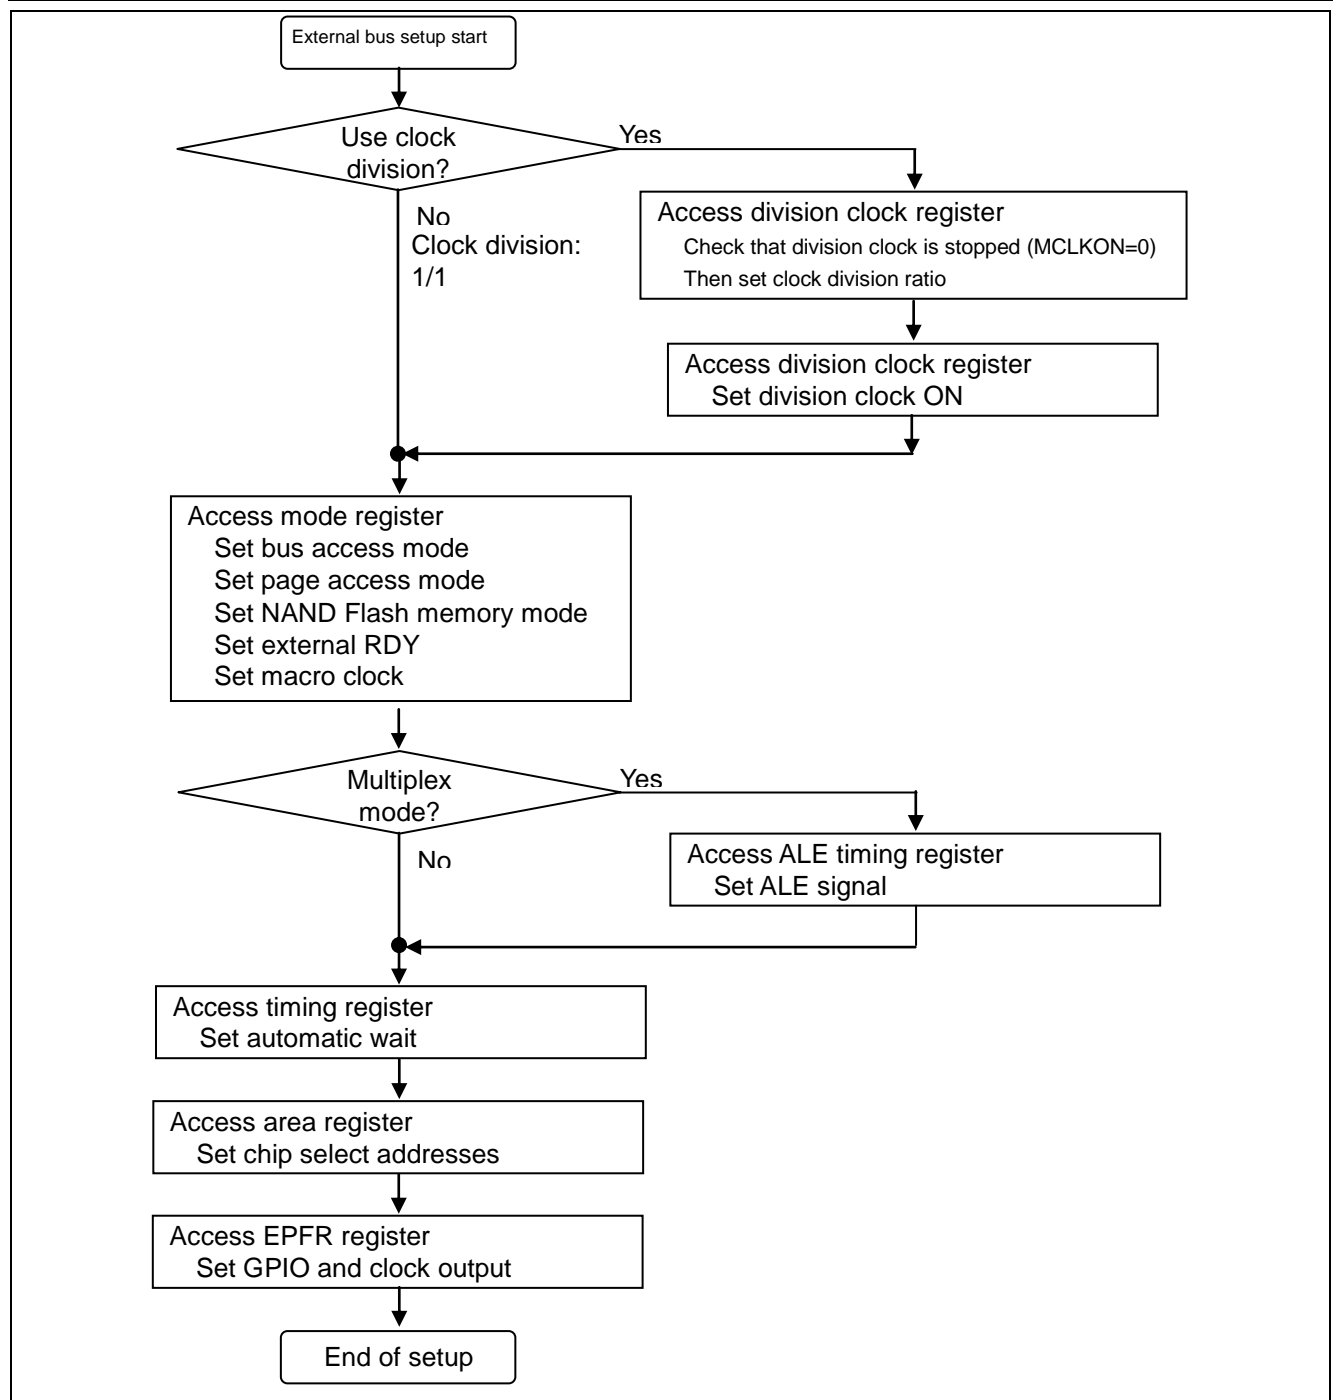 External bus setup start
Use clock
division?
Yes
No
Clock division:
1/1
Access division clock register
Check that division clock is stopped (MCLKON=0)
Then set clock division ratio
Access division clock register
Set division clock ON
Access mode register
Set bus access mode
Set page access mode
Set NAND Flash memory mode
Set external RDY
Set macro clock
Multiplex
mode?
Yes
No
Access ALE timing register
Set ALE signal
Access timing register
Set automatic wait
Access area register
Set chip select addresses
Access EPFR register
Set GPIO and clock output
End of setup